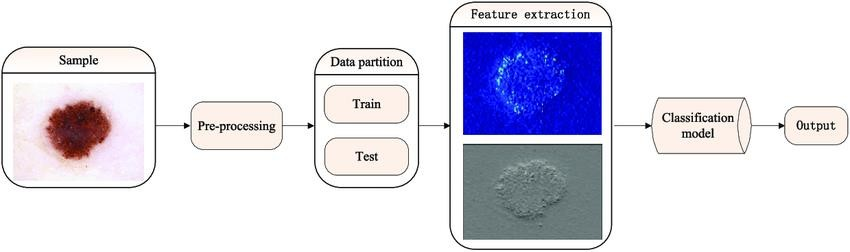 Sample
Pre-processing
Data partition
Train
Test
Feature extraction
Classification
model
Output